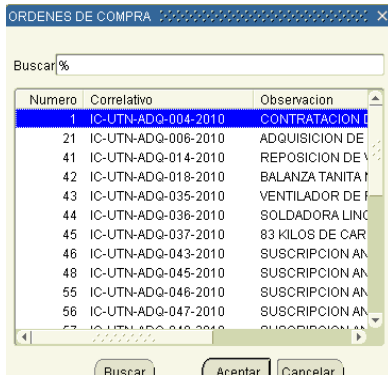 ORDENES DE COMPRA
Buscar %
Numero Correlativo Observacion
1 IC-UTN-ADQ-004-2010 CONTRATACION
21 IC-UTN-ADQ-006-2010 ADQUISICION DE
41 IC-UTN-ADQ-014-2010 REPOSICION DE
42 IC-UTN-ADQ-018-2010 BALANZA TANITA
43 IC-UTN-ADQ-035-2010 VENTILADOR DE
44 IC-UTN-ADQ-036-2010 SOLDADORA LINC
45 IC-UTN-ADQ-037-2010 83 KILOS DE CAR
46 IC-UTN-ADQ-043-2010 SUSCRIPCION AN
48 IC-UTN-ADQ-045-2010 SUSCRIPCION AN
55 IC-UTN-ADQ-046-2010 SUSCRIPCION AN
56 IC-UTN-ADQ-047-2010 SUSCRIPCION AN
Buscar Aceptar Cancelar